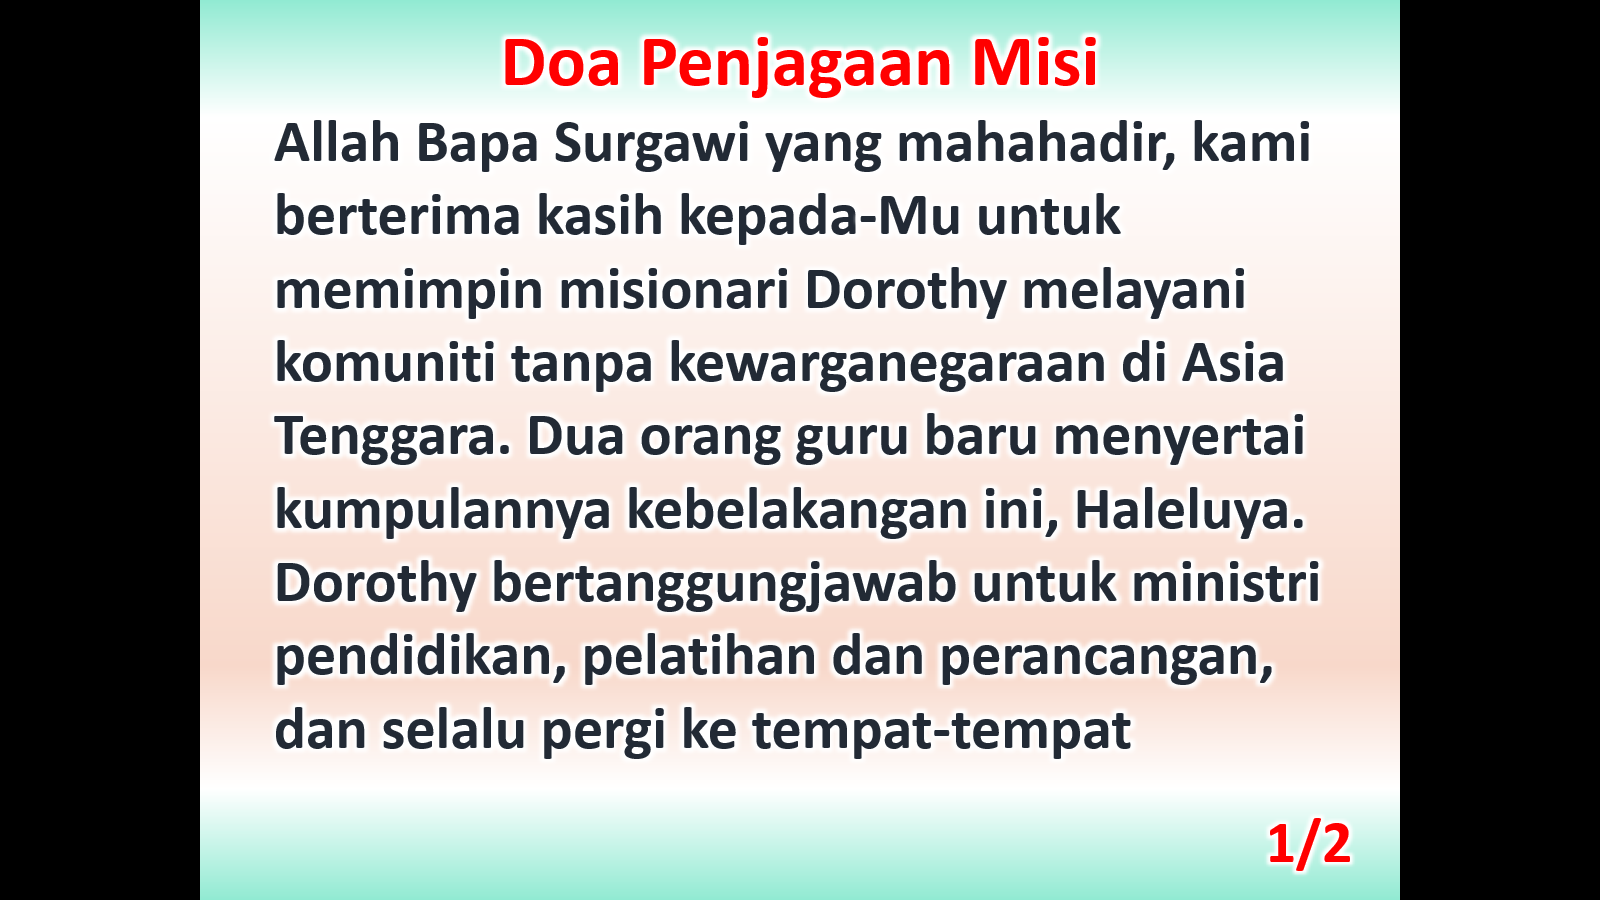 Doa Penjagaan Misi
Allah Bapa Surgawi yang mahahadir, kami
berterima kasih kepada-Mu untuk
memimpin misionari Dorothy melayani
komuniti tanpa kewarganegaraan di Asia
Tenggara. Dua orang guru baru menyertai
kumpulannya kebelakangan ini, Haleluya.
Dorothy bertanggungjawab untuk ministri
pendidikan, pelatihan dan perancangan,
dan selalu pergi ke tempat-tempat
1/2